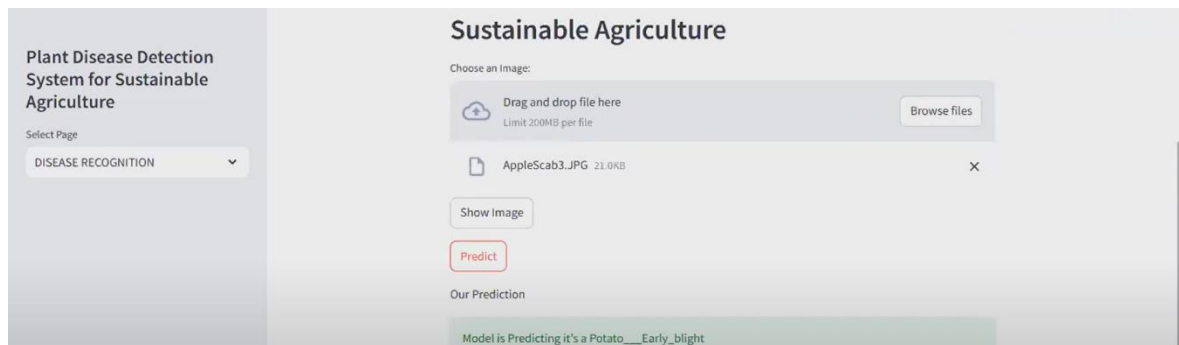 Plant Disease Detection
System for Sustainable
Agriculture
Select Page
DISEASE RECOGNITION
Sustainable Agriculture
Choose an Image:
Drag and drop file here
Limit 200MB per file
Browse files
AppleScab3.JPG 21.0KB
Show Image
Predict
Our Prediction
Model is Predicting it's a Potato___Early_blight